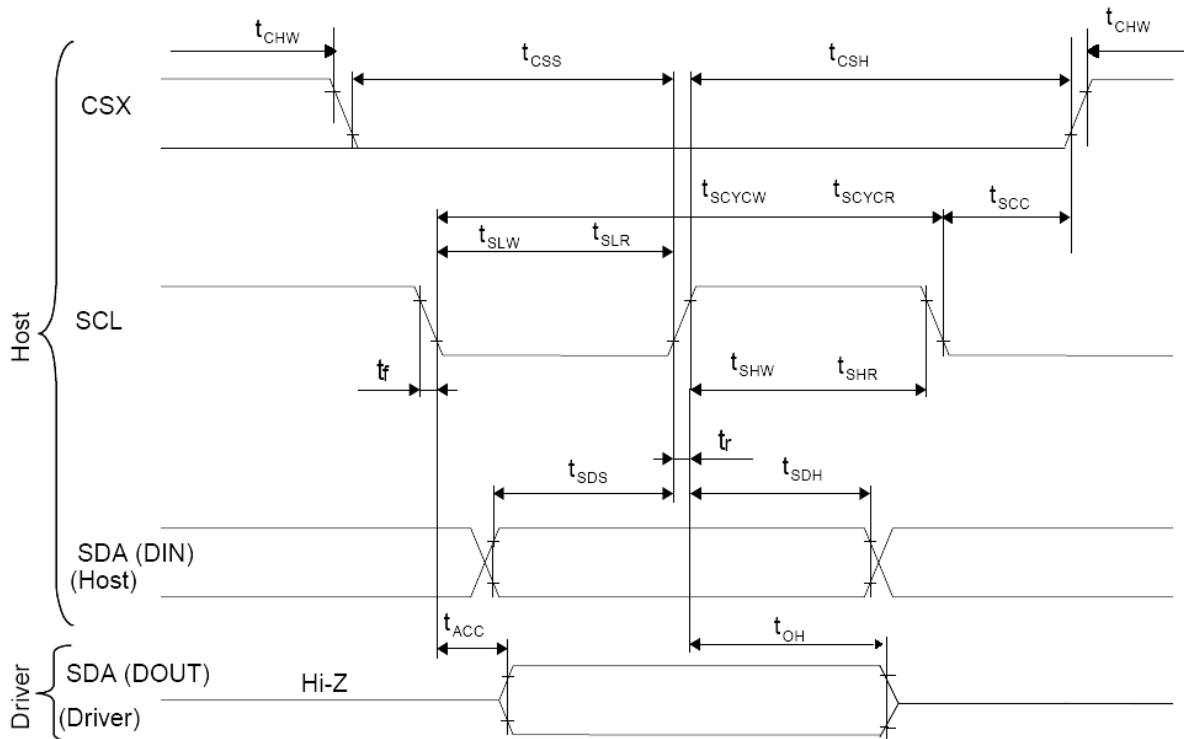 tCHW
tCHW
tCSS
tCSH
CSX
tSCYCW
tSCYCR
tSCC
tSLW
tSLR
Host
SCL
tf
tSHW
tSHR
tr
tSDS
tSDH
SDA (DIN)
(Host)
tACC
tOH
Driver
SDA (DOUT)
Hi-Z
(Driver)